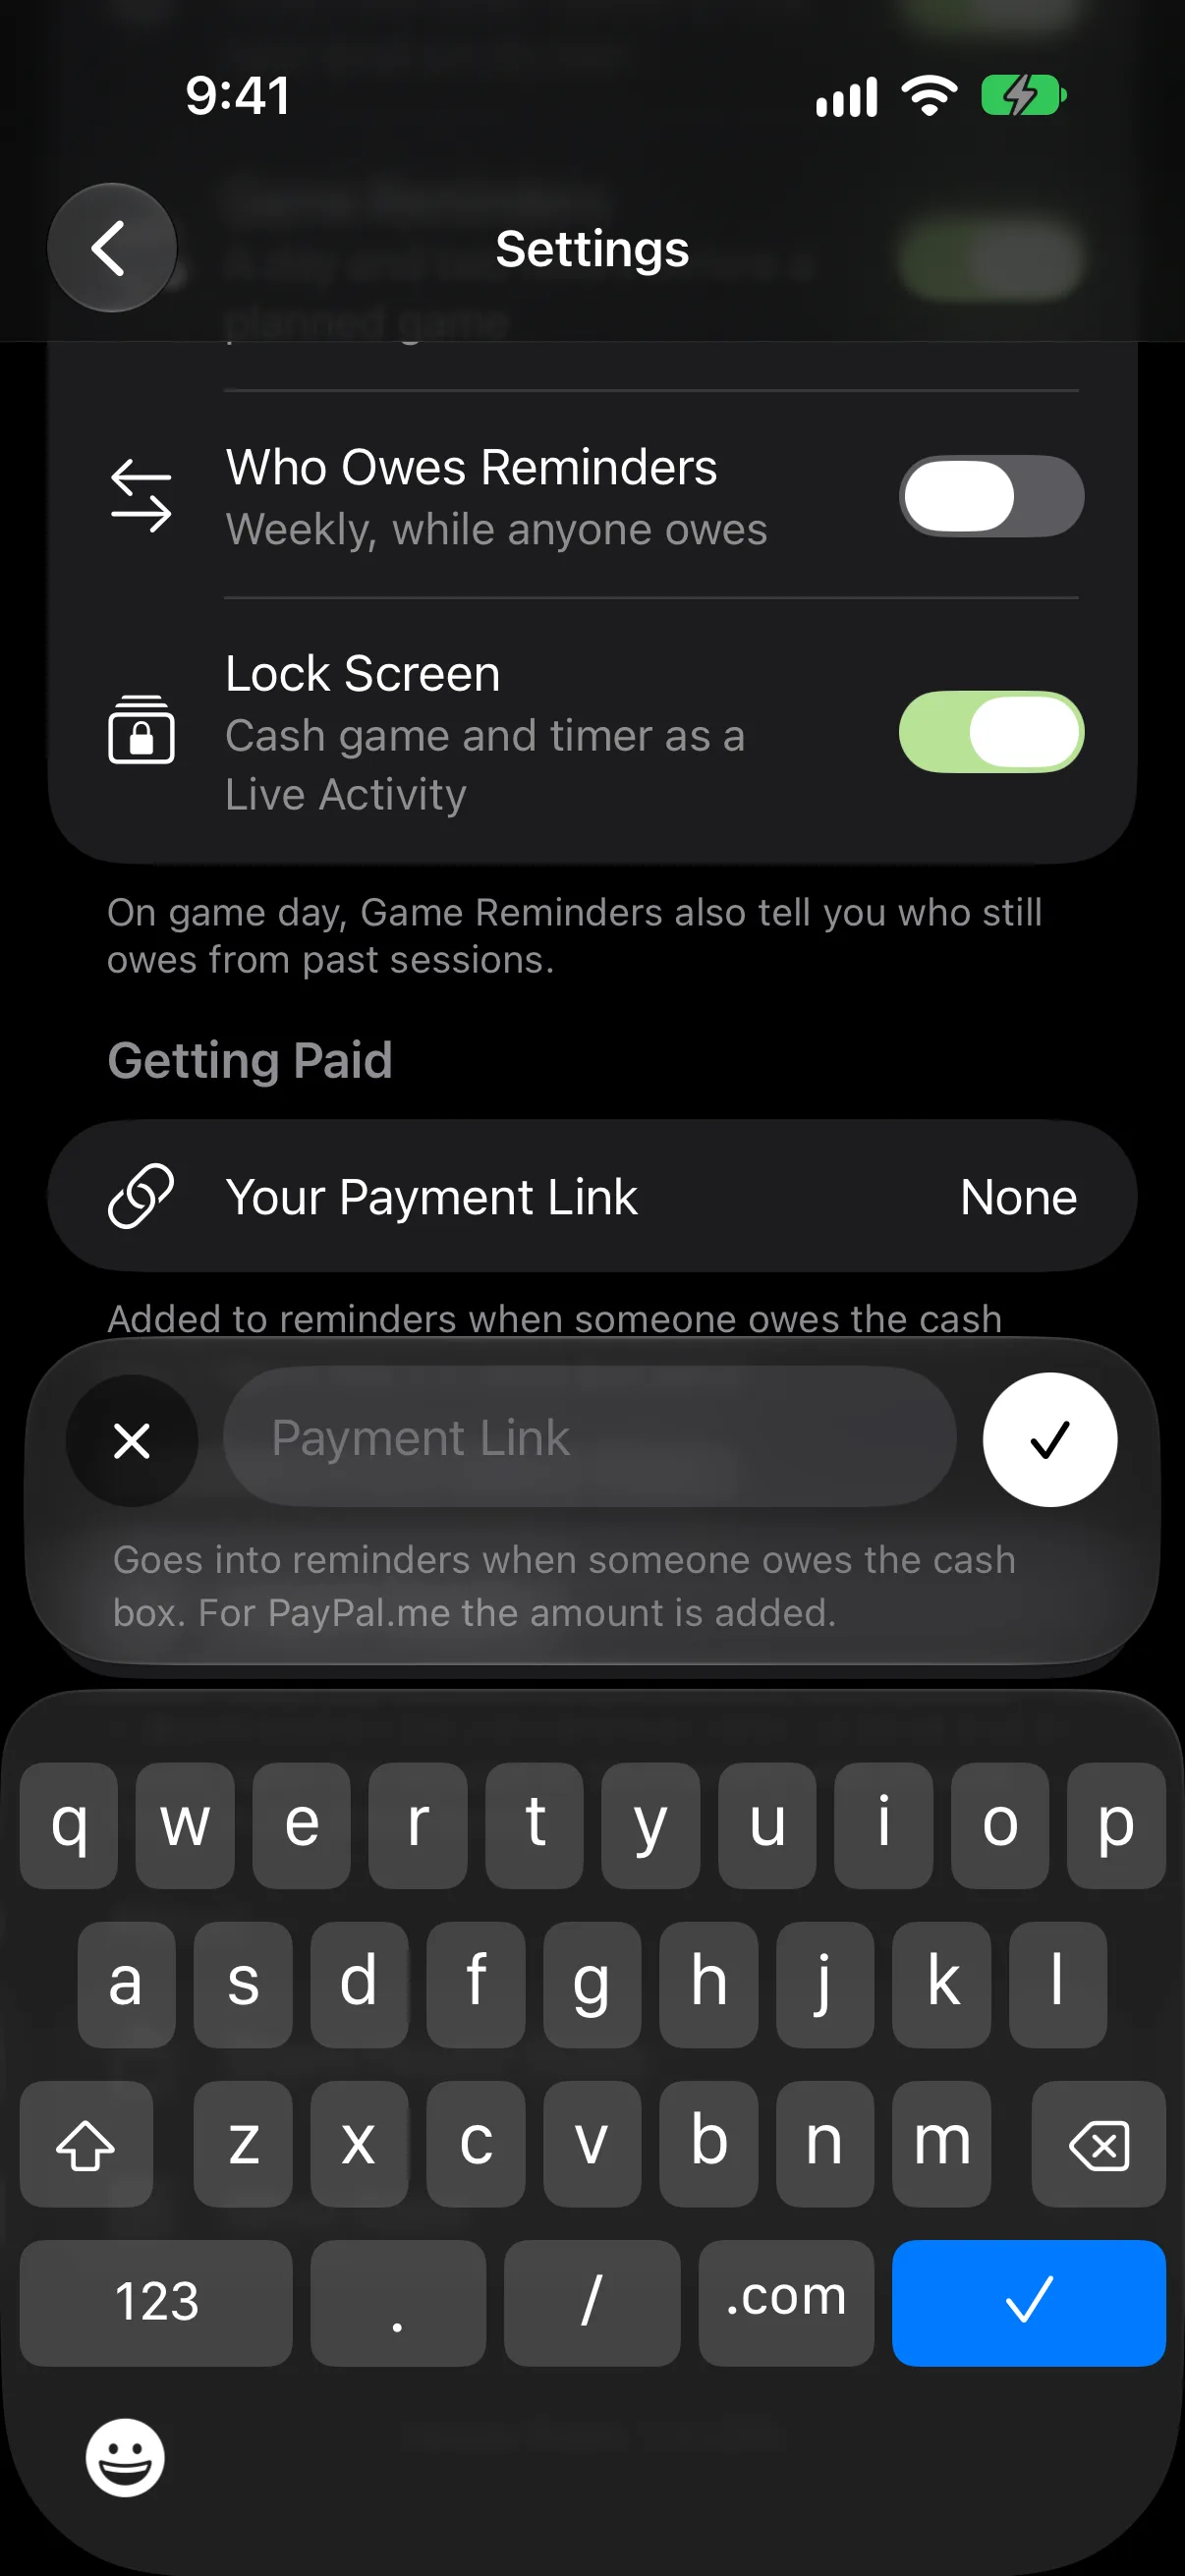 9:41
Settings
planned game
Who Owes Reminders
Weekly, while anyone owes
Lock Screen
Cash game and timer as a
Live Activity
On game day, Game Reminders also tell you who still
owes from past sessions.
Getting Paid
Your Payment Link
None
Added to reminders when someone owes the cash
Payment Link
Goes into reminders when someone owes the cash
box. For PayPal.me the amount is added.
q w e r t y u i o p
a s d f g h j k l
z x c v b n m
123 . / .com